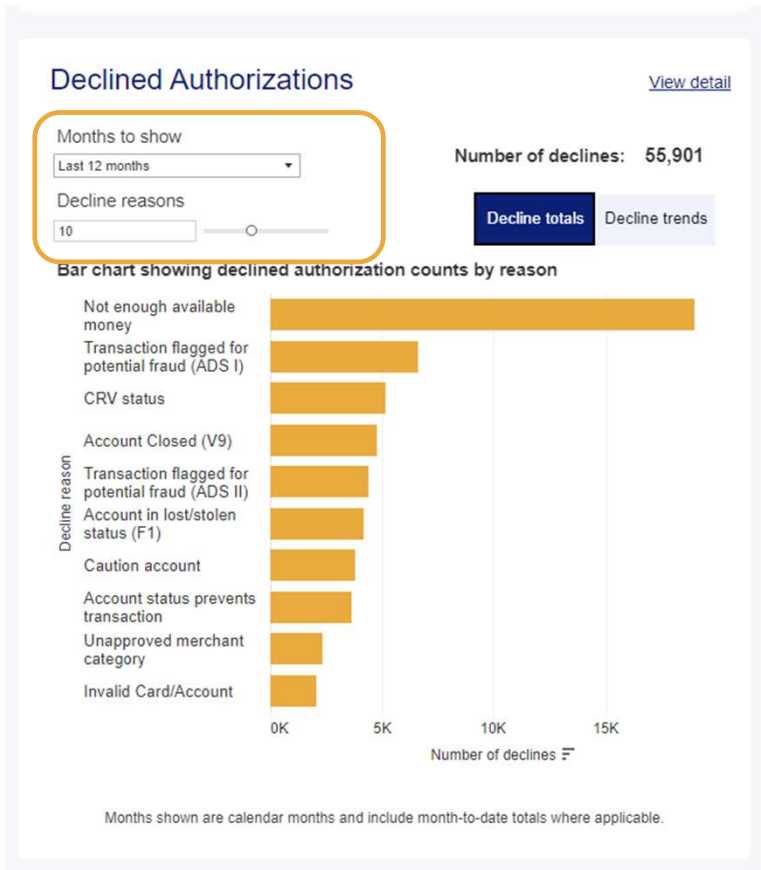 Declined Authorizations
View detail
Months to show
Last 12 months
Number of declines: 55,901
Decline reasons
10
Decline totals
Decline trends
Bar chart showing declined authorization counts by reason
Not enough available
money
Transaction flagged for
potential fraud (ADS I)
CRV status
Account Closed (V9)
Transaction flagged for
potential fraud (ADS II)
Account in lost/stolen
status (F1)
Caution account
Account status prevents
transaction
Unapproved merchant
category
Invalid Card/Account
Decline reason
0K
5K
10K
15K
Number of declines
Months shown are calendar months and include month-to-date totals where applicable.